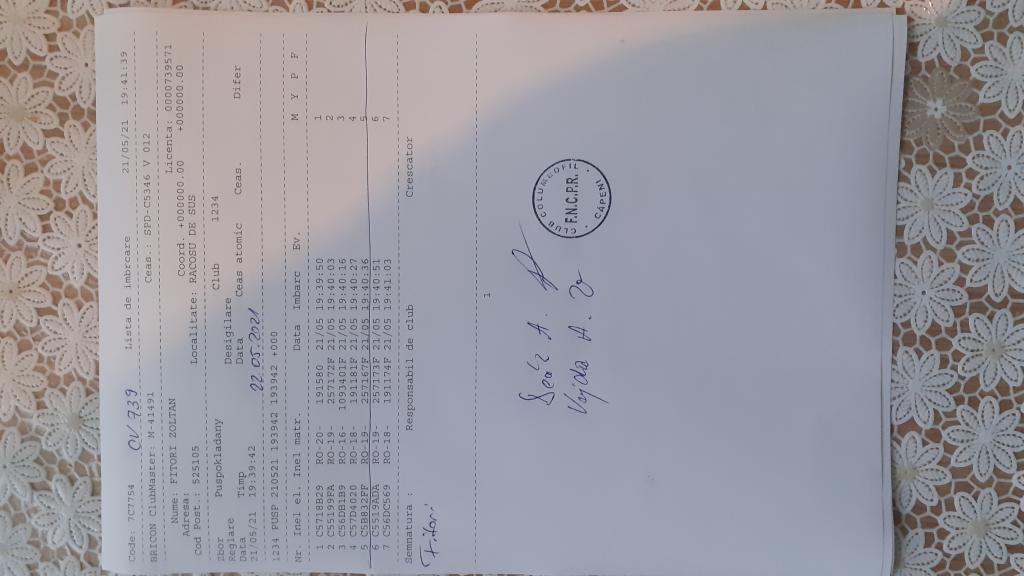 Code: 7C7754 CV 739 Lista de imbrcare 21/05/21 19:41:39
BRICON ClubMaster: M-41491 Ceas.: SPD-C5346 V 012
Nume: FITORI ZOLTAN Licenta: 0000739571
Adresa: Coord. +000000.00 +000000.00
Cod Post.: 525105 Localitate: RACOSU DE SUS
Zbor Puspokladany Club 1234
Reglare Desigilare
Data Timp Data Ceas atomic Ceas. Difer
21/05/21 19:39:42 22.05.2021
1234 PUSP 210521 193942 193942 +000
Nr. Inel el. Inel matr. Data Imbarc Ev. M Y P F
1 C5718B29 RO-20- 191580 21/05 19:39:50 1
2 C55199FA RO-19- 257172F 21/05 19:40:03 2
3 C56DB1B9 RO-16- 1093401F 21/05 19:40:16 3
4 C57D4020 RO-18- 191181F 21/05 19:40:27 4
5 C5B832FF RO-19- 257167F 21/05 19:40:36 5
6 C5519ADA RO-19- 257173F 21/05 19:40:51 6
7 C56DC569 RO-18- 191174F 21/05 19:41:03 7
Semnatura : Responsabil de club Crescator
Fitori
1
A.
Vajda A.
CLUB COLUMBOFIL
F.N.C.P.R.
CAPENI